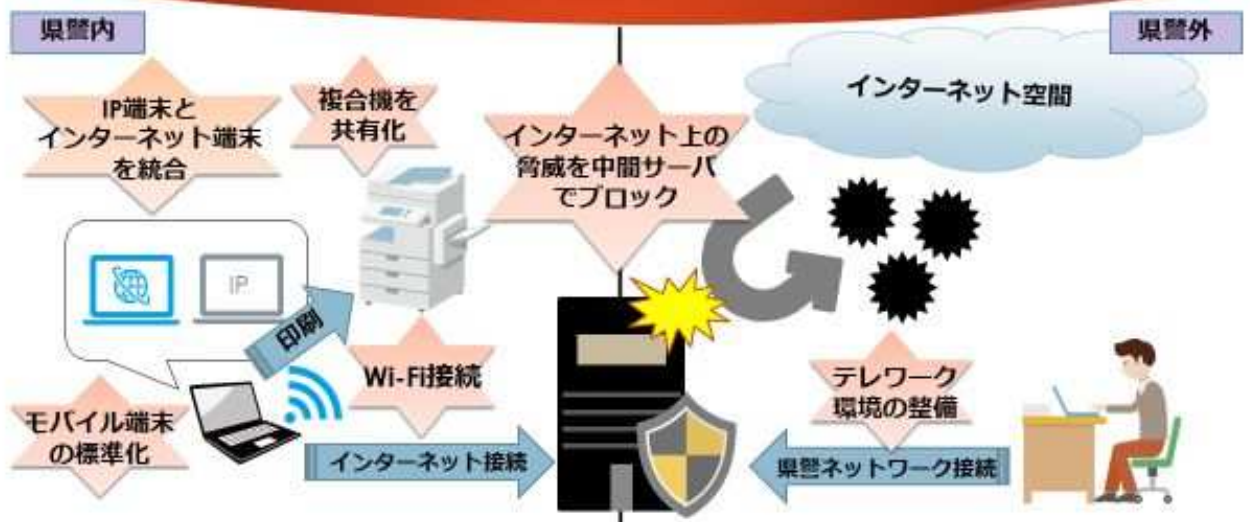 県警内
県警外
IP端末と
インターネット端末
を統合
複合機を
共有化
インターネット上の
脅威を中間サーバ
でブロック
インターネット空間
IP
印刷
Wi-Fi接続
モバイル端末
の標準化
インターネット接続
テレワーク
環境の整備
県警ネットワーク接続